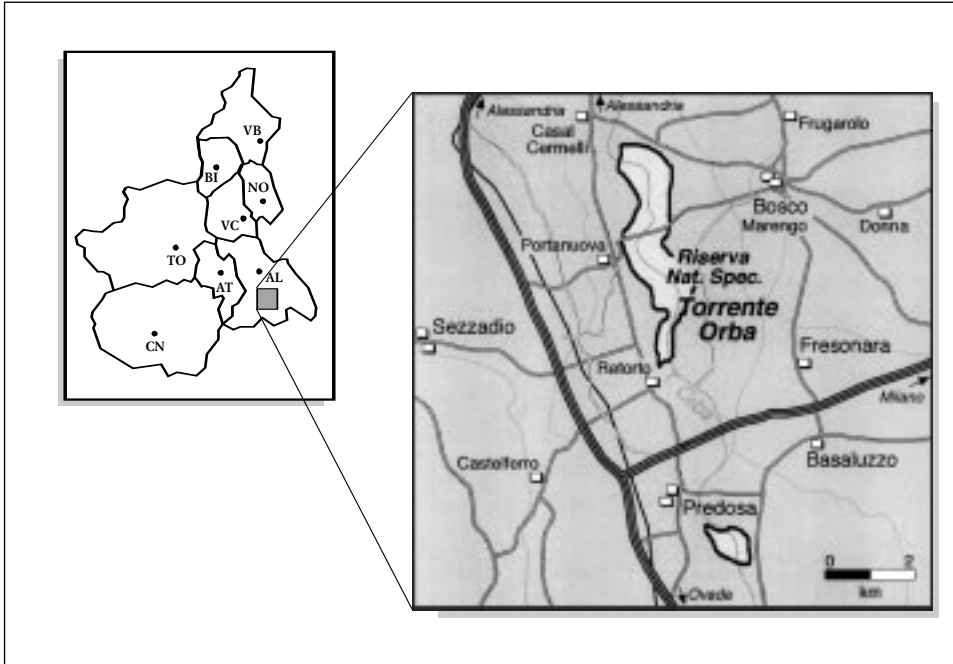 VB
BI
NO
VC
TO
AT
AL
CN
Alessandria
Alessandria
Casal
Cermelli
Frugarolo
Bosco
Marengo
Donna
Portanuova
Riserva
Nat. Spec.
Torrente
Orba
Sezzadio
Fresonara
Retorto
Orba
Milano
Castelferro
Basaluzzo
Predosa
0 2
km
Ovada